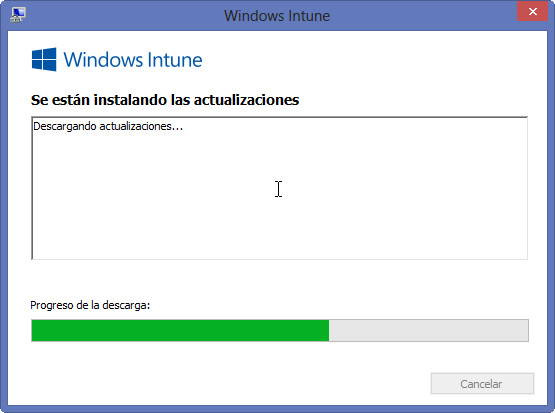 Windows Intune
Windows Intune
Se están instalando las actualizaciones
Descargando actualizaciones...
Progreso de la descarga:
Cancelar